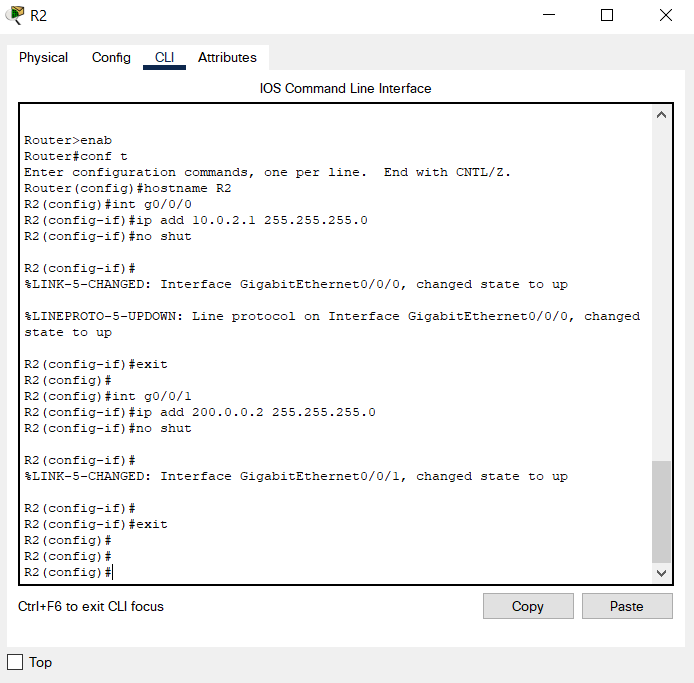 R2
Physical Config CLI Attributes
IOS Command Line Interface
Router>enab
Router#conf t
Enter configuration commands, one per line.  End with CNTL/Z.
Router(config)#hostname R2
R2(config)#int g0/0/0
R2(config-if)#ip add 10.0.2.1 255.255.255.0
R2(config-if)#no shut
R2(config-if)#
%LINK-5-CHANGED: Interface GigabitEthernet0/0/0, changed state to up
%LINEPROTO-5-UPDOWN: Line protocol on Interface GigabitEthernet0/0/0, changed
state to up
R2(config-if)#exit
R2(config)#
R2(config)#int g0/0/1
R2(config-if)#ip add 200.0.0.2 255.255.255.0
R2(config-if)#no shut
R2(config-if)#
%LINK-5-CHANGED: Interface GigabitEthernet0/0/1, changed state to up
R2(config-if)#
R2(config-if)#exit
R2(config)#
R2(config)#
R2(config)#
Ctrl+F6 to exit CLI focus
Copy Paste
Top